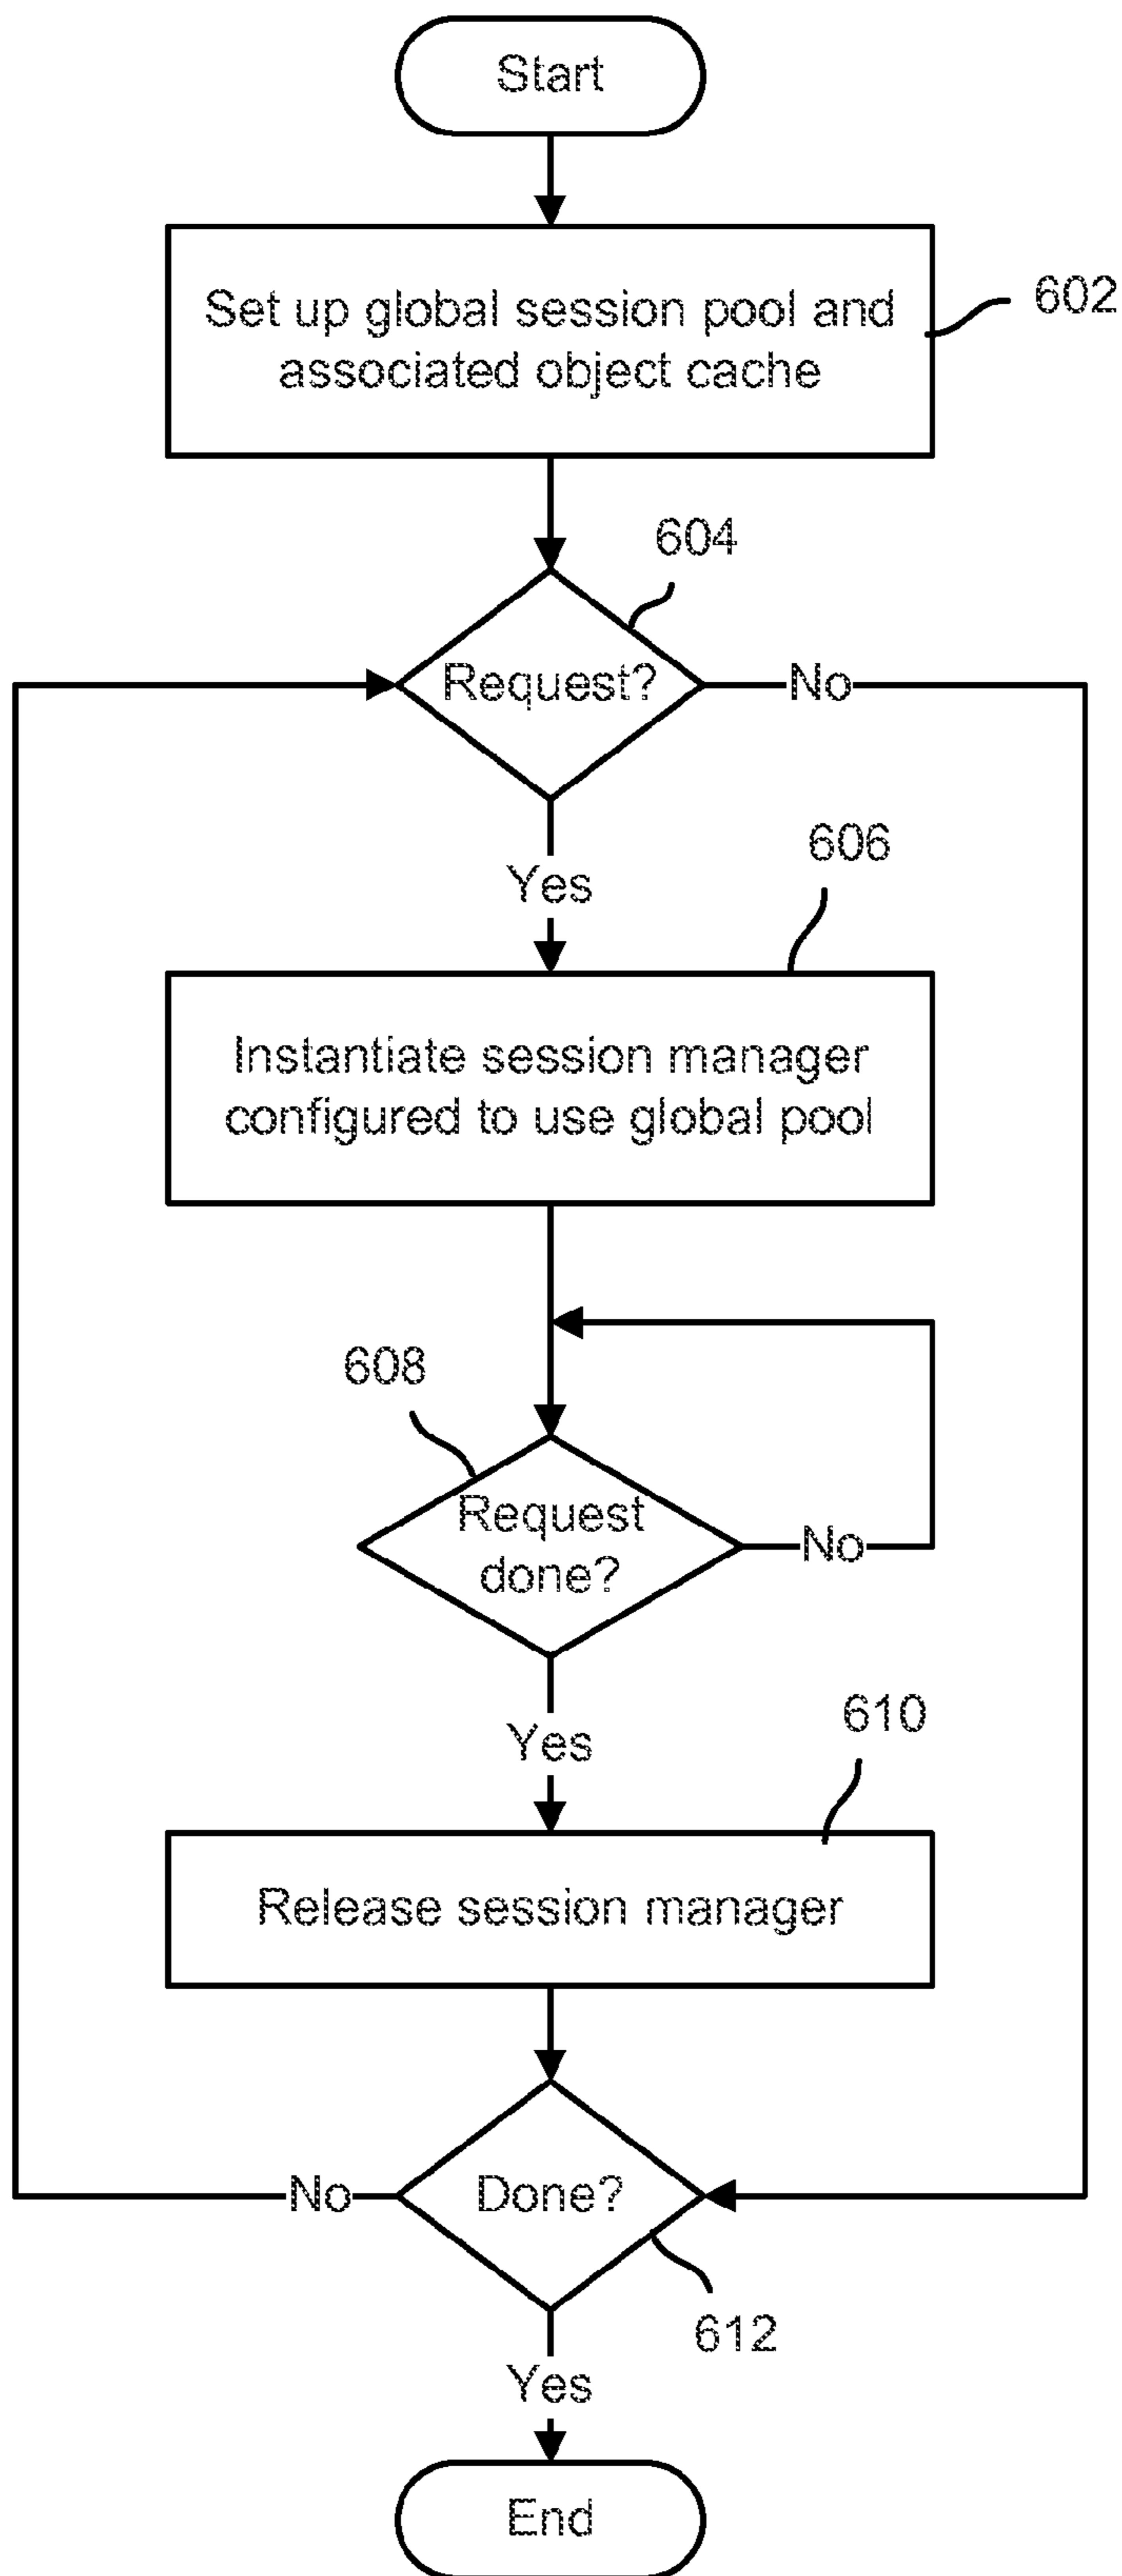 Start
Set up global session pool and
associated object cache
602
604
Request?
No
Yes
606
Instantiate session manager
configured to use global pool
608
Request
done?
No
Yes
610
Release session manager
No
Done?
612
Yes
End